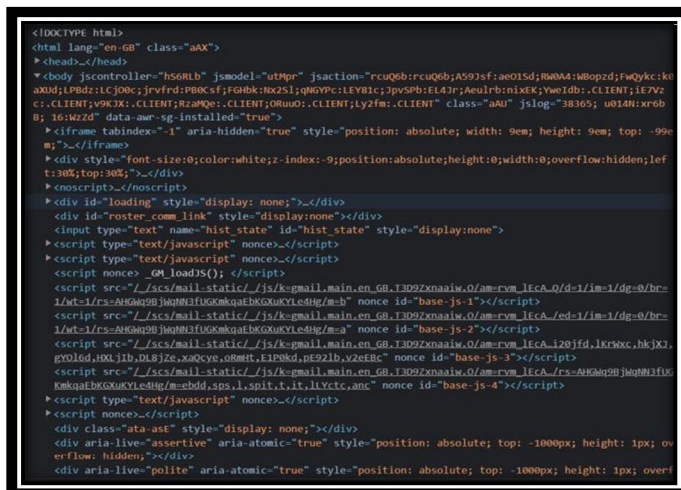 <!DOCTYPE html>
<html lang="en-GB" class="aAX">
▶<head>…</head>
▼<body jscontroller="hS6RLb" jsmodel="utMpr" jsaction="rcuQ6b:rcuQ6b;A59Jsf:aeO1Sd;RW0A4:WBopzd;FwQykc:k0
aXUd;LPBdz:LCjO0c;jrvfrd:PB0Csf;FGHbk:Nx2Sl;qNGYPc:LEY81c;JpvSPb:EL4Jr;Aeulrb:nixEK;YweIdb:.CLIENT;iE7Vz
c:.CLIENT;v9KJX:.CLIENT;RzaMQe:.CLIENT;ORuuO:.CLIENT;Ly2fm:.CLIENT" class="aAU" jslog="38365; u014N:xr6b
B; 16:WzZd" data-awr-sg-installed="true">
▶<iframe tabindex="-1" aria-hidden="true" style="position: absolute; width: 9em; height: 9em; top: -99e
m;">…</iframe>
▶<div style="font-size:0;color:white;z-index:-9;position:absolute;height:0;width:0;overflow:hidden;lef
t:30%;top:30%;">…</div>
▶<noscript>…</noscript>
▶<div id="loading" style="display: none;">…</div>
<div id="roster_comm_link" style="display:none"></div>
<input type="text" name="hist_state" id="hist_state" style="display:none">
▶<script type="text/javascript" nonce>…</script>
▶<script type="text/javascript" nonce>…</script>
<script nonce> _GM_loadJS(); </script>
<script src="/_/scs/mail-static/_/js/k=gmail.main.en_GB.T3D9Zxnaaiw.O/am=rvm_lEcA…Q/d=1/im=1/dg=0/br=
1/wt=1/rs=AHGWq9BjWqNN3fUGKmkqaEbKGXuKYLe4Hg/m=b" nonce id="base-js-1"></script>
<script src="/_/scs/mail-static/_/js/k=gmail.main.en_GB.T3D9Zxnaaiw.O/am=rvm_lEcA…/ed=1/im=1/dg=0/br=
1/wt=1/rs=AHGWq9BjWqNN3fUGKmkqaEbKGXuKYLe4Hg/m=a" nonce id="base-js-2"></script>
<script src="/_/scs/mail-static/_/js/k=gmail.main.en_GB.T3D9Zxnaaiw.O/am=rvm_lEcA…i20jfd,lKrWxc,hkjXJ,
gYOl6d,HXLjIb,DL8jZe,xaQcye,oRmHt,E1P0kd,pE92lb,v2eEBc" nonce id="base-js-3"></script>
<script src="/_/scs/mail-static/_/js/k=gmail.main.en_GB.T3D9Zxnaaiw.O/am=rvm_lEcA…/rs=AHGWq9BjWqNN3fUG
KmkqaEbKGXuKYLe4Hg/m=ebdd,sps,l,spit,t,it,lLYctc,anc" nonce id="base-js-4"></script>
▶<script type="text/javascript" nonce>…</script>
▶<script nonce>…</script>
<div class="ata-asE" style="display: none;"></div>
<div aria-live="assertive" aria-atomic="true" style="position: absolute; top: -1000px; height: 1px; ov
erflow: hidden;"></div>
<div aria-live="polite" aria-atomic="true" style="position: absolute; top: -1000px; height: 1px; overf